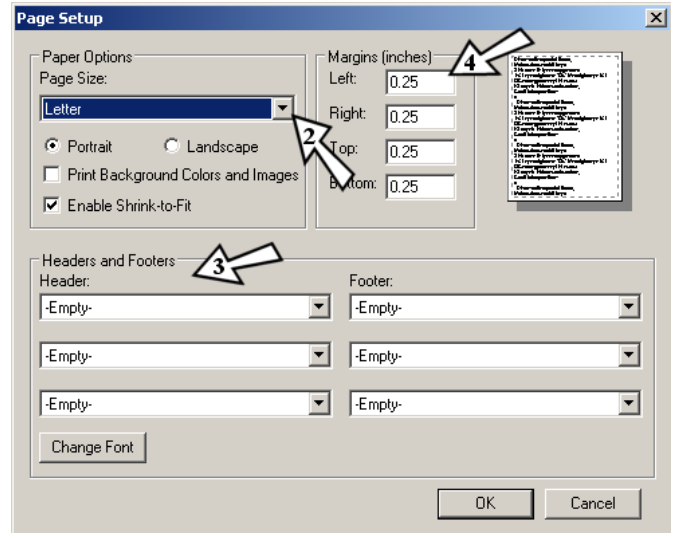 Page Setup
Paper Options
Page Size:
Letter
2
Portrait
Landscape
Print Background Colors and Images
Enable Shrink-to-Fit
Margins (inches)
4
Left: 0.25
Right: 0.25
Top: 0.25
0.25
Headers and Footers
3
Header:
Footer:
-Empty-
-Empty-
-Empty-
-Empty-
-Empty-
-Empty-
Change Font
OK
Cancel